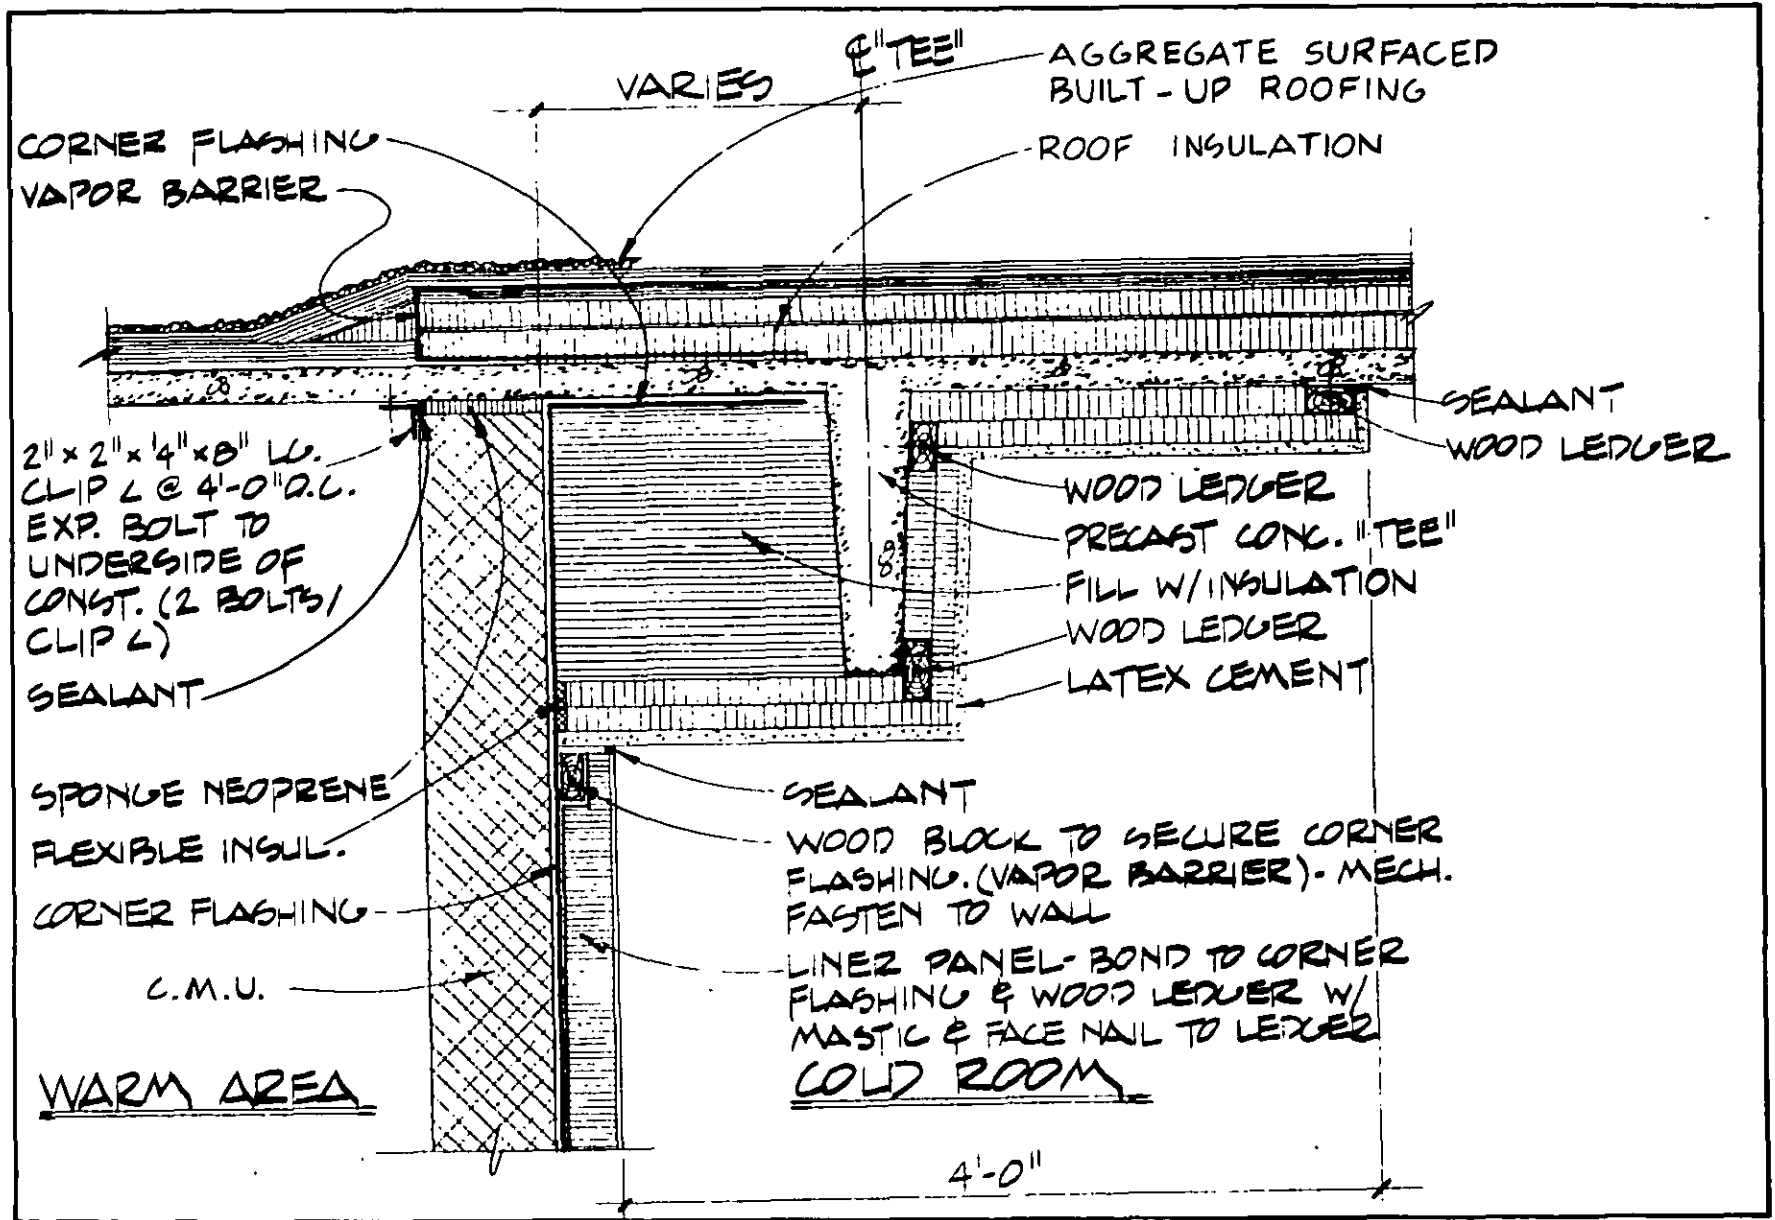 ℄ "TEE"
VARIES
AGGREGATE SURFACED
BUILT-UP ROOFING
ROOF INSULATION
CORNER FLASHING
VAPOR BARRIER
2" x 2" x ¼" x 8" LG.
CLIP ∠ @ 4'-0" O.C.
EXP. BOLT TO
UNDERSIDE OF
CONST. (2 BOLTS/
CLIP ∠)
SEALANT
SPONGE NEOPRENE
FLEXIBLE INSUL.
CORNER FLASHING
C.M.U.
WARM AREA
SEALANT
WOOD LEDGER
WOOD LEDGER
PRECAST CONC. "TEE"
FILL W/INSULATION
WOOD LEDGER
LATEX CEMENT
SEALANT
WOOD BLOCK TO SECURE CORNER
FLASHING. (VAPOR BARRIER)- MECH.
FASTEN TO WALL
LINER PANEL-BOND TO CORNER
FLASHING & WOOD LEDGER W/
MASTIC & FACE NAIL TO LEDGER
COLD ROOM
4'-0"